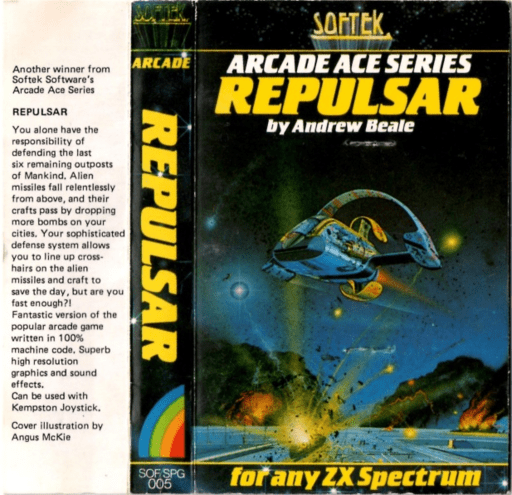 Another winner from
Softek Software's
Arcade Ace Series
REPULSAR
You alone have the
responsibility of
defending the last
six remaining outposts
of Mankind. Alien
missiles fall relentlessly
from above, and their
crafts pass by dropping
more bombs on your
cities. Your sophisticated
defense system allows
you to line up cross-
hairs on the alien
missiles and craft to
save the day, but are you
fast enough?!
Fantastic version of the
popular arcade game
written in 100%
machine code. Superb
high resolution
graphics and sound
effects.
Can be used with
Kempston Joystick.
Cover illustration by
Angus McKie
SOFTEK
ARCADE
REPULSAR
SOF/SPG
005
SOFTEK
ARCADE ACE SERIES
REPULSAR
by Andrew Beale
for any ZX Spectrum